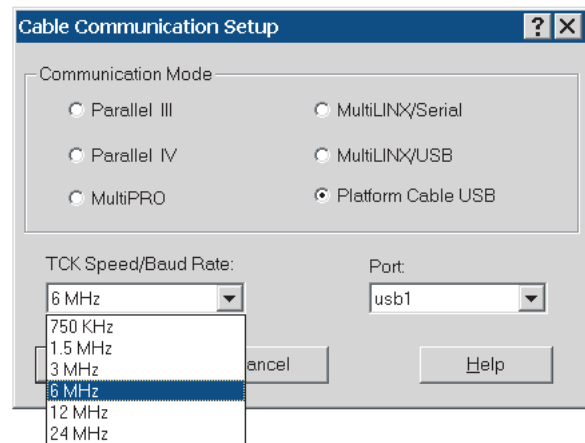 Cable Communication Setup
Communication Mode
Parallel III
MultiLINX/Serial
Parallel IV
MultiLINX/USB
MultiPRO
Platform Cable USB
TCK Speed/Baud Rate:
Port:
6 MHz
usb1
750 KHz
1.5 MHz
3 MHz
ancel
Help
6 MHz
12 MHz
24 MHz